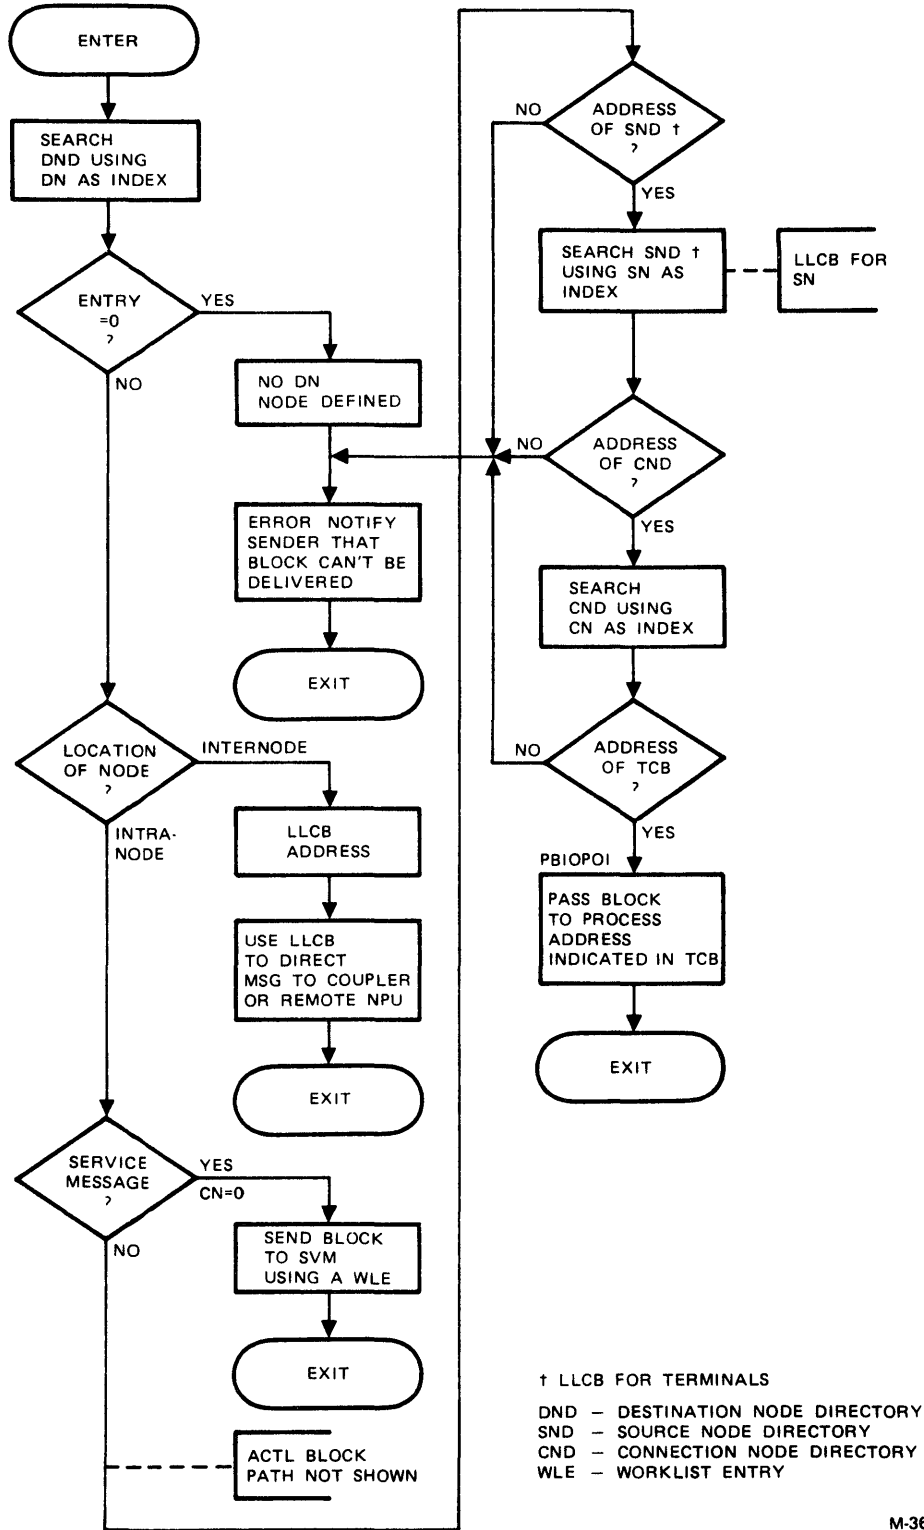 ENTER
SEARCH
DND USING
DN AS INDEX
ENTRY
=0
?
YES
NO
NO DN
NODE DEFINED
ERROR NOTIFY
SENDER THAT
BLOCK CAN'T BE
DELIVERED
EXIT
LOCATION
OF NODE
?
INTERNODE
INTRA-
NODE
LLCB
ADDRESS
USE LLCB
TO DIRECT
MSG TO COUPLER
OR REMOTE NPU
EXIT
SERVICE
MESSAGE
?
YES
CN=0
NO
SEND BLOCK
TO SVM
USING A WLE
EXIT
ACTL BLOCK
PATH NOT SHOWN
ADDRESS
OF SND †
?
NO
YES
SEARCH SND †
USING SN AS
INDEX
LLCB FOR
SN
ADDRESS
OF CND
?
NO
YES
SEARCH
CND USING
CN AS INDEX
ADDRESS
OF TCB
?
NO
YES
PBIOPOI
PASS BLOCK
TO PROCESS
ADDRESS
INDICATED IN TCB
EXIT
† LLCB FOR TERMINALS
DND – DESTINATION NODE DIRECTORY
SND – SOURCE NODE DIRECTORY
CND – CONNECTION NODE DIRECTORY
WLE – WORKLIST ENTRY